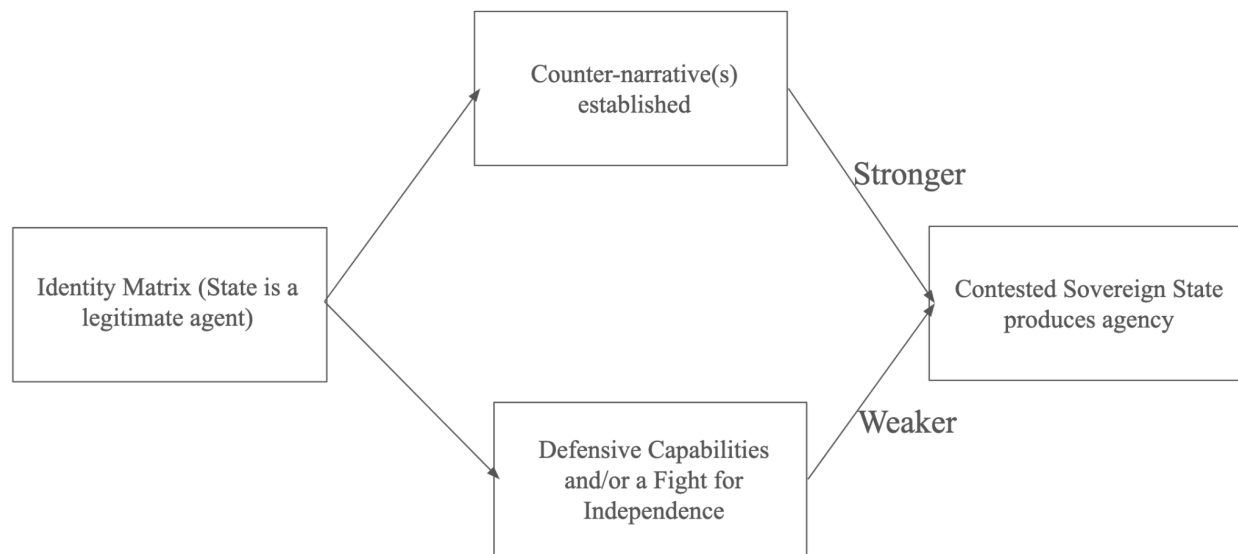 Counter-narrative(s)
established
Stronger
Identity Matrix (State is a
legitimate agent)
Contested Sovereign State
produces agency
Weaker
Defensive Capabilities
and/or a Fight for
Independence